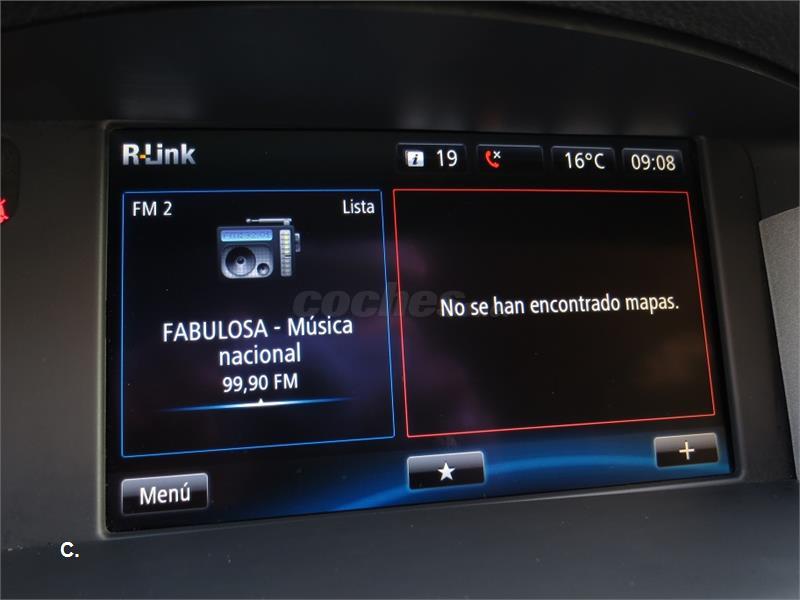 R-Link
19
16°C
09:08
FM 2
Lista
FABULOSA - Música
nacional
99,90 FM
No se han encontrado mapas.
coches
Menú
C.